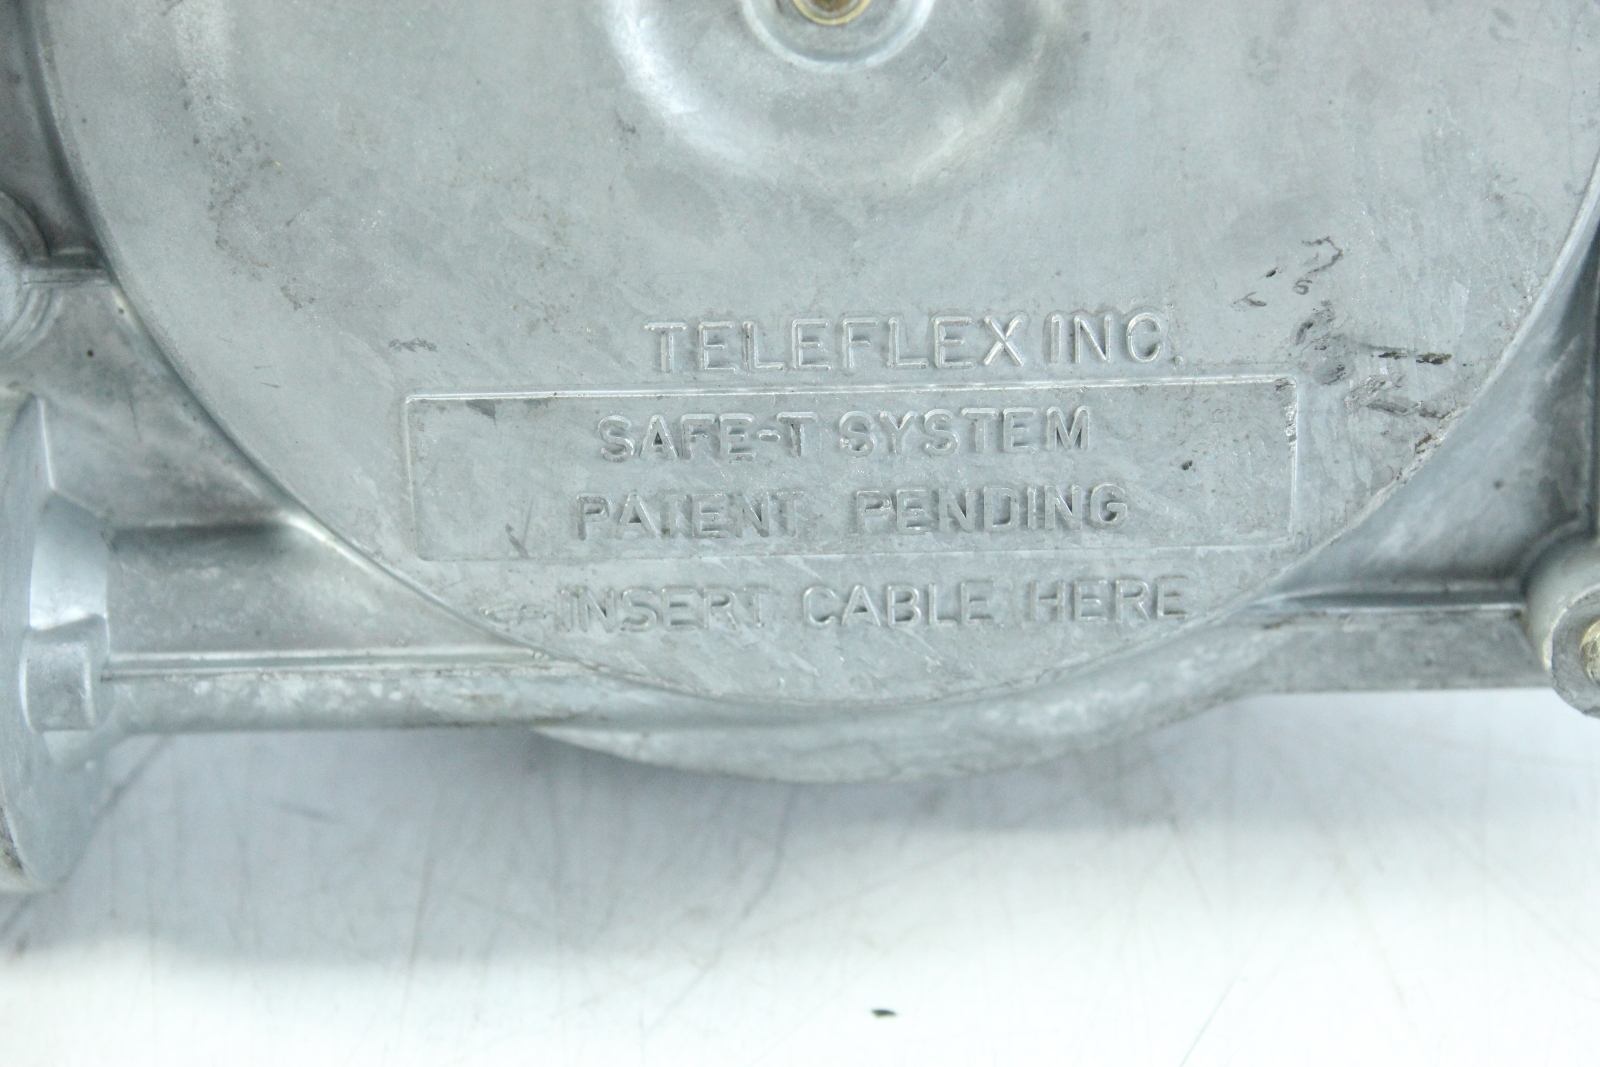 TELEFLEX INC.
SAFE-T SYSTEM
PATENT PENDING
INSERT CABLE HERE